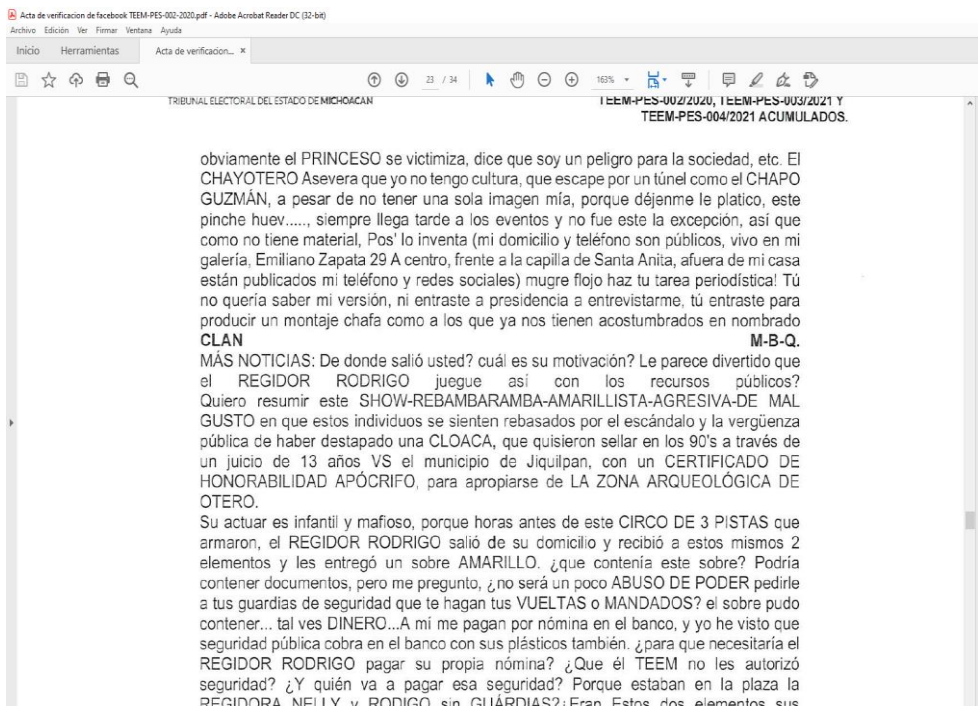 Acta de verificacion de facebook TEEM-PES-002-2020.pdf - Adobe Acrobat Reader DC (32-bit)
Archivo Edición Ver Firmar Ventana Ayuda
Inicio Herramientas Acta de verificacion... ×
23 / 34 163%
TRIBUNAL ELECTORAL DEL ESTADO DE MICHOACÁN TEEM-PES-002/2020, TEEM-PES-003/2021 Y
TEEM-PES-004/2021 ACUMULADOS.
obviamente el PRINCESO se victimiza, dice que soy un peligro para la sociedad, etc. El
CHAYOTERO Asevera que yo no tengo cultura, que escape por un túnel como el CHAPO
GUZMÁN, a pesar de no tener una sola imagen mía, porque déjenme le platico, este
pinche huev....., siempre llega tarde a los eventos y no fue este la excepción, así que
como no tiene material, Pos' lo inventa (mi domicilio y teléfono son públicos, vivo en mi
galería, Emiliano Zapata 29 A centro, frente a la capilla de Santa Anita, afuera de mi casa
están publicados mi teléfono y redes sociales) mugre flojo haz tu tarea periodística! Tú
no quería saber mi versión, ni entraste a presidencia a entrevistarme, tú entraste para
producir un montaje chafa como a los que ya nos tienen acostumbrados en nombrado
CLAN M-B-Q.
MÁS NOTICIAS: De donde salió usted? cuál es su motivación? Le parece divertido que
el REGIDOR RODRIGO juegue así con los recursos públicos?
Quiero resumir este SHOW-REBAMBARAMBA-AMARILLISTA-AGRESIVA-DE MAL
GUSTO en que estos individuos se sienten rebasados por el escándalo y la vergüenza
pública de haber destapado una CLOACA, que quisieron sellar en los 90's a través de
un juicio de 13 años VS el municipio de Jiquilpan, con un CERTIFICADO DE
HONORABILIDAD APÓCRIFO, para apropiarse de LA ZONA ARQUEOLÓGICA DE
OTERO.
Su actuar es infantil y mafioso, porque horas antes de este CIRCO DE 3 PISTAS que
armaron, el REGIDOR RODRIGO salió de su domicilio y recibió a estos mismos 2
elementos y les entregó un sobre AMARILLO. ¿que contenía este sobre? Podría
contener documentos, pero me pregunto, ¿no será un poco ABUSO DE PODER pedirle
a tus guardias de seguridad que te hagan tus VUELTAS o MANDADOS? el sobre pudo
contener... tal ves DINERO...A mí me pagan por nómina en el banco, y yo he visto que
seguridad pública cobra en el banco con sus plásticos también. ¿para que necesitaría el
REGIDOR RODRIGO pagar su propia nómina? ¿Que él TEEM no les autorizó
seguridad? ¿Y quién va a pagar esa seguridad? Porque estaban en la plaza la
REGIDORA NELLY y RODIGO sin GUÁRDIAS?¿Eran Estos dos elementos sus